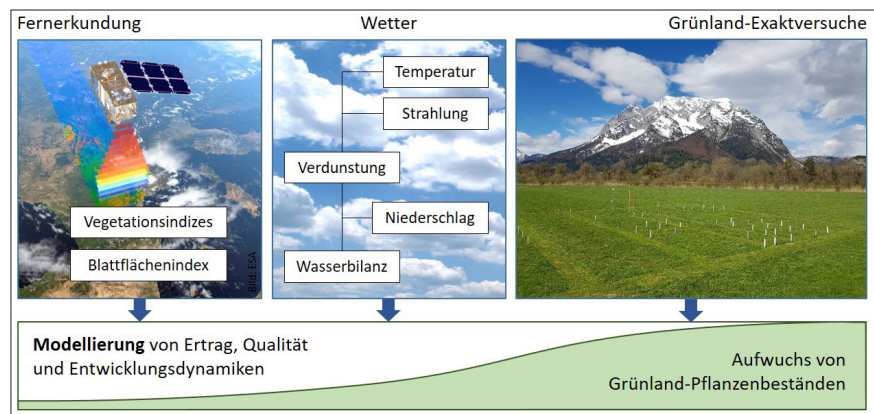 Fernerkundung
Wetter
Grünland-Exaktversuche
Vegetationsindizes
Blattflächenindex
Bild: ESA
Temperatur
Strahlung
Verdunstung
Niederschlag
Wasserbilanz
Modellierung von Ertrag, Qualität
und Entwicklungsdynamiken
Aufwuchs von
Grünland-Pflanzenbeständen